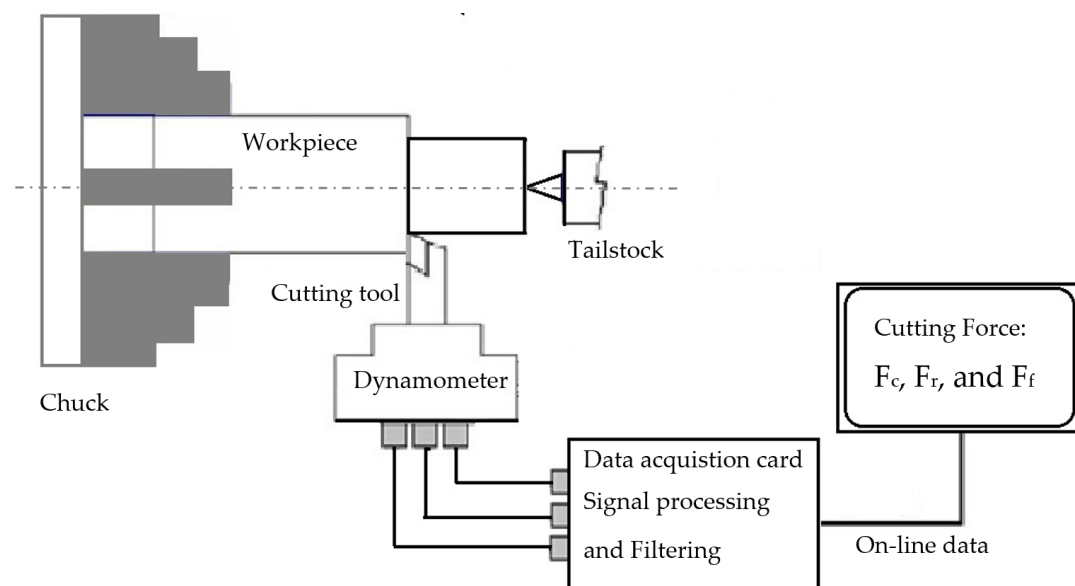 Workpiece
Tailstock
Cutting tool
Cutting Force:
Fc, Fr, and Ff
Dynamometer
Chuck
Data acquistion card
Signal processing
and Filtering
On-line data